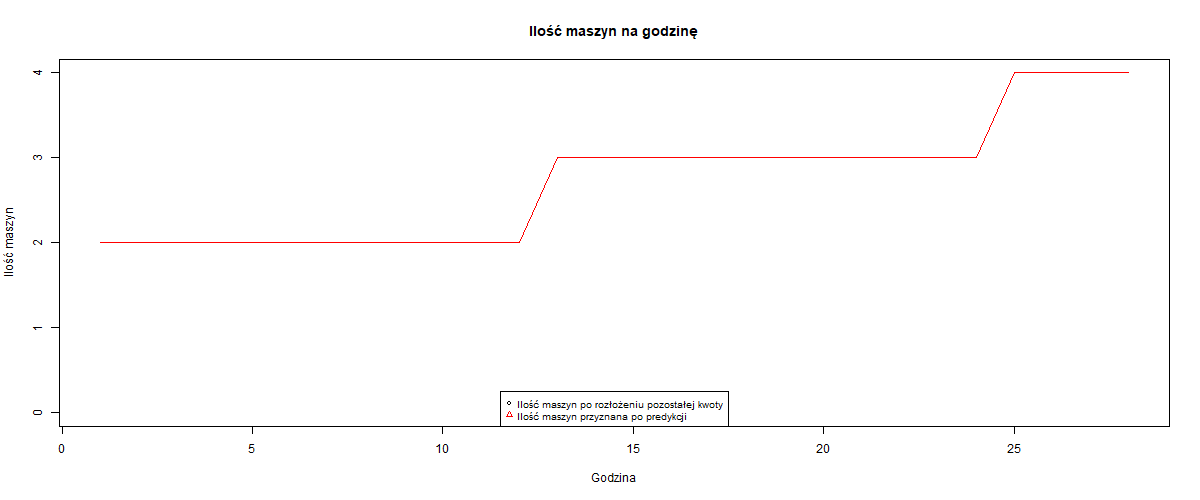 Ilość maszyn na godzinę
Ilość maszyn
4
3
2
1
0
Ilość maszyn po rozłożeniu pozostałej kwoty
Ilość maszyn przyznana po predykcji
0 5 10 15 20 25
Godzina